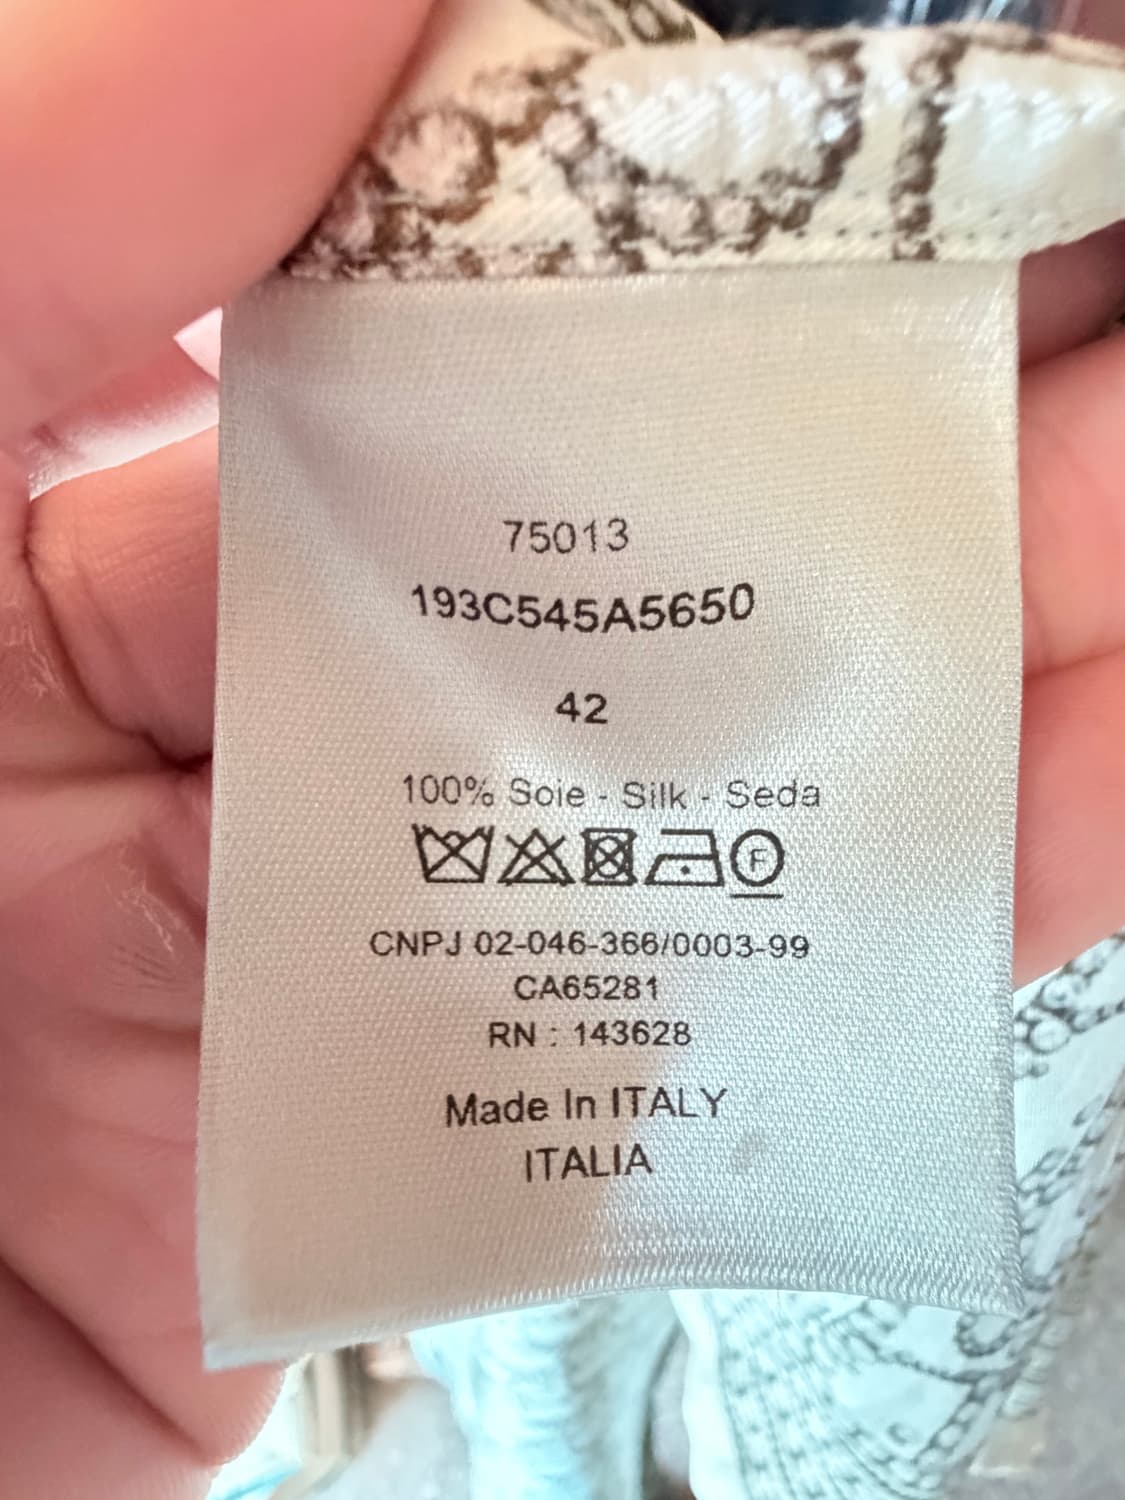 75013
193C545A5650
42
100% Soie - Silk - Seda
F
CNPJ 02-046-366/0003-99
CA65281
RN : 143628
Made In ITALY
ITALIA